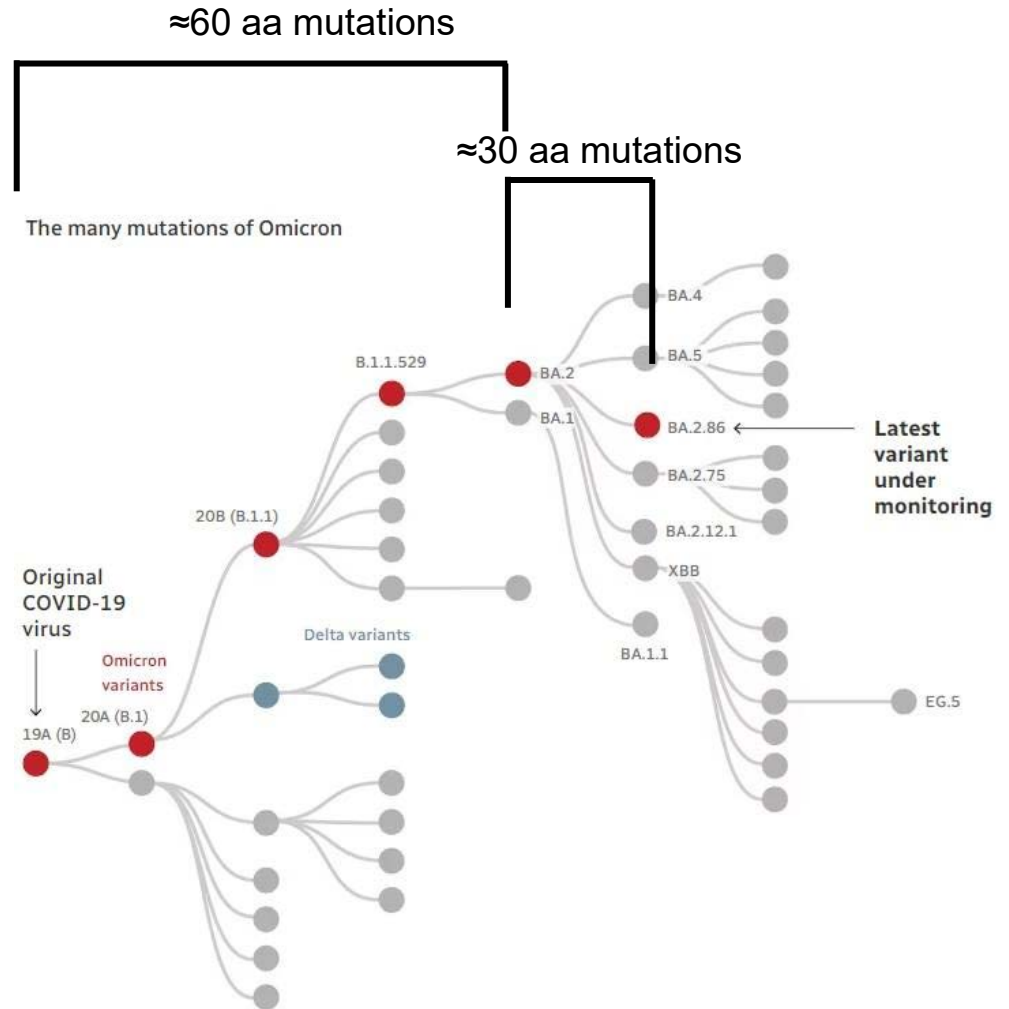 ≈60 aa mutations
≈30 aa mutations
The many mutations of Omicron
BA.4
B.1.1.529
BA.5
BA.2
BA.1
BA.2.86
Latest
variant
under
monitoring
BA.2.75
20B (B.1.1)
BA.2.12.1
XBB
Original
COVID-19
virus
Delta variants
BA.1.1
Omicron
variants
EG.5
20A (B.1)
19A (B)